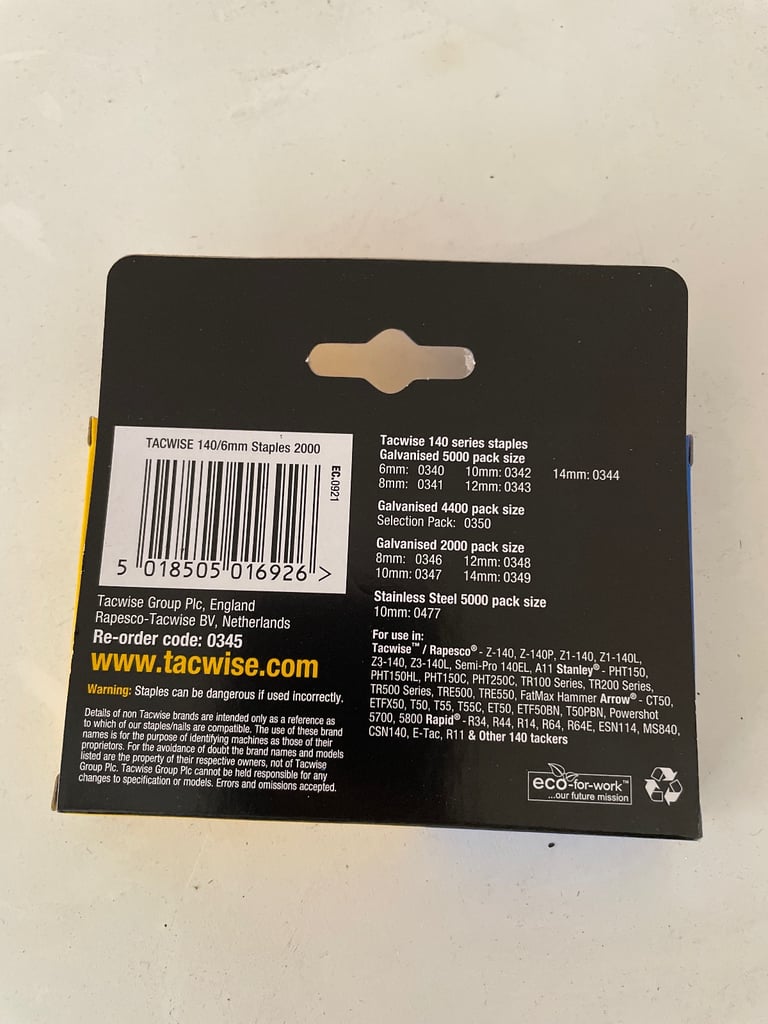 TACWISE 140/6mm Staples 2000
EC.0921
5 018505 016926 >
Tacwise Group Plc, England
Rapesco-Tacwise BV, Netherlands
Re-order code: 0345
www.tacwise.com
Warning: Staples can be dangerous if used incorrectly.
Details of non Tacwise brands are intended only as a reference as
to which of our staples/nails are compatible. The use of these brand
names is for the purpose of identifying machines as those of their
proprietors. For the avoidance of doubt the brand names and models
listed are the property of their respective owners, not of Tacwise
Group Plc. Tacwise Group Plc cannot be held responsible for any
changes to specification or models. Errors and omissions accepted.
Tacwise 140 series staples
Galvanised 5000 pack size
6mm: 0340 10mm: 0342 14mm: 0344
8mm: 0341 12mm: 0343
Galvanised 4400 pack size
Selection Pack: 0350
Galvanised 2000 pack size
8mm: 0346 12mm: 0348
10mm: 0347 14mm: 0349
Stainless Steel 5000 pack size
10mm: 0477
For use in:
Tacwise™ / Rapesco® - Z-140, Z-140P, Z1-140, Z1-140L,
Z3-140, Z3-140L, Semi-Pro 140EL, A11 Stanley® - PHT150,
PHT150HL, PHT150C, PHT250C, TR100 Series, TR200 Series,
TR500 Series, TRE500, TRE550, FatMax Hammer Arrow® - CT50,
ETFX50, T50, T55, T55C, ET50, ETF50BN, T50PBN, Powershot
5700, 5800 Rapid® - R34, R44, R14, R64, R64E, ESN114, MS840,
CSN140, E-Tac, R11 & Other 140 tackers
eco-for-work™
...our future mission